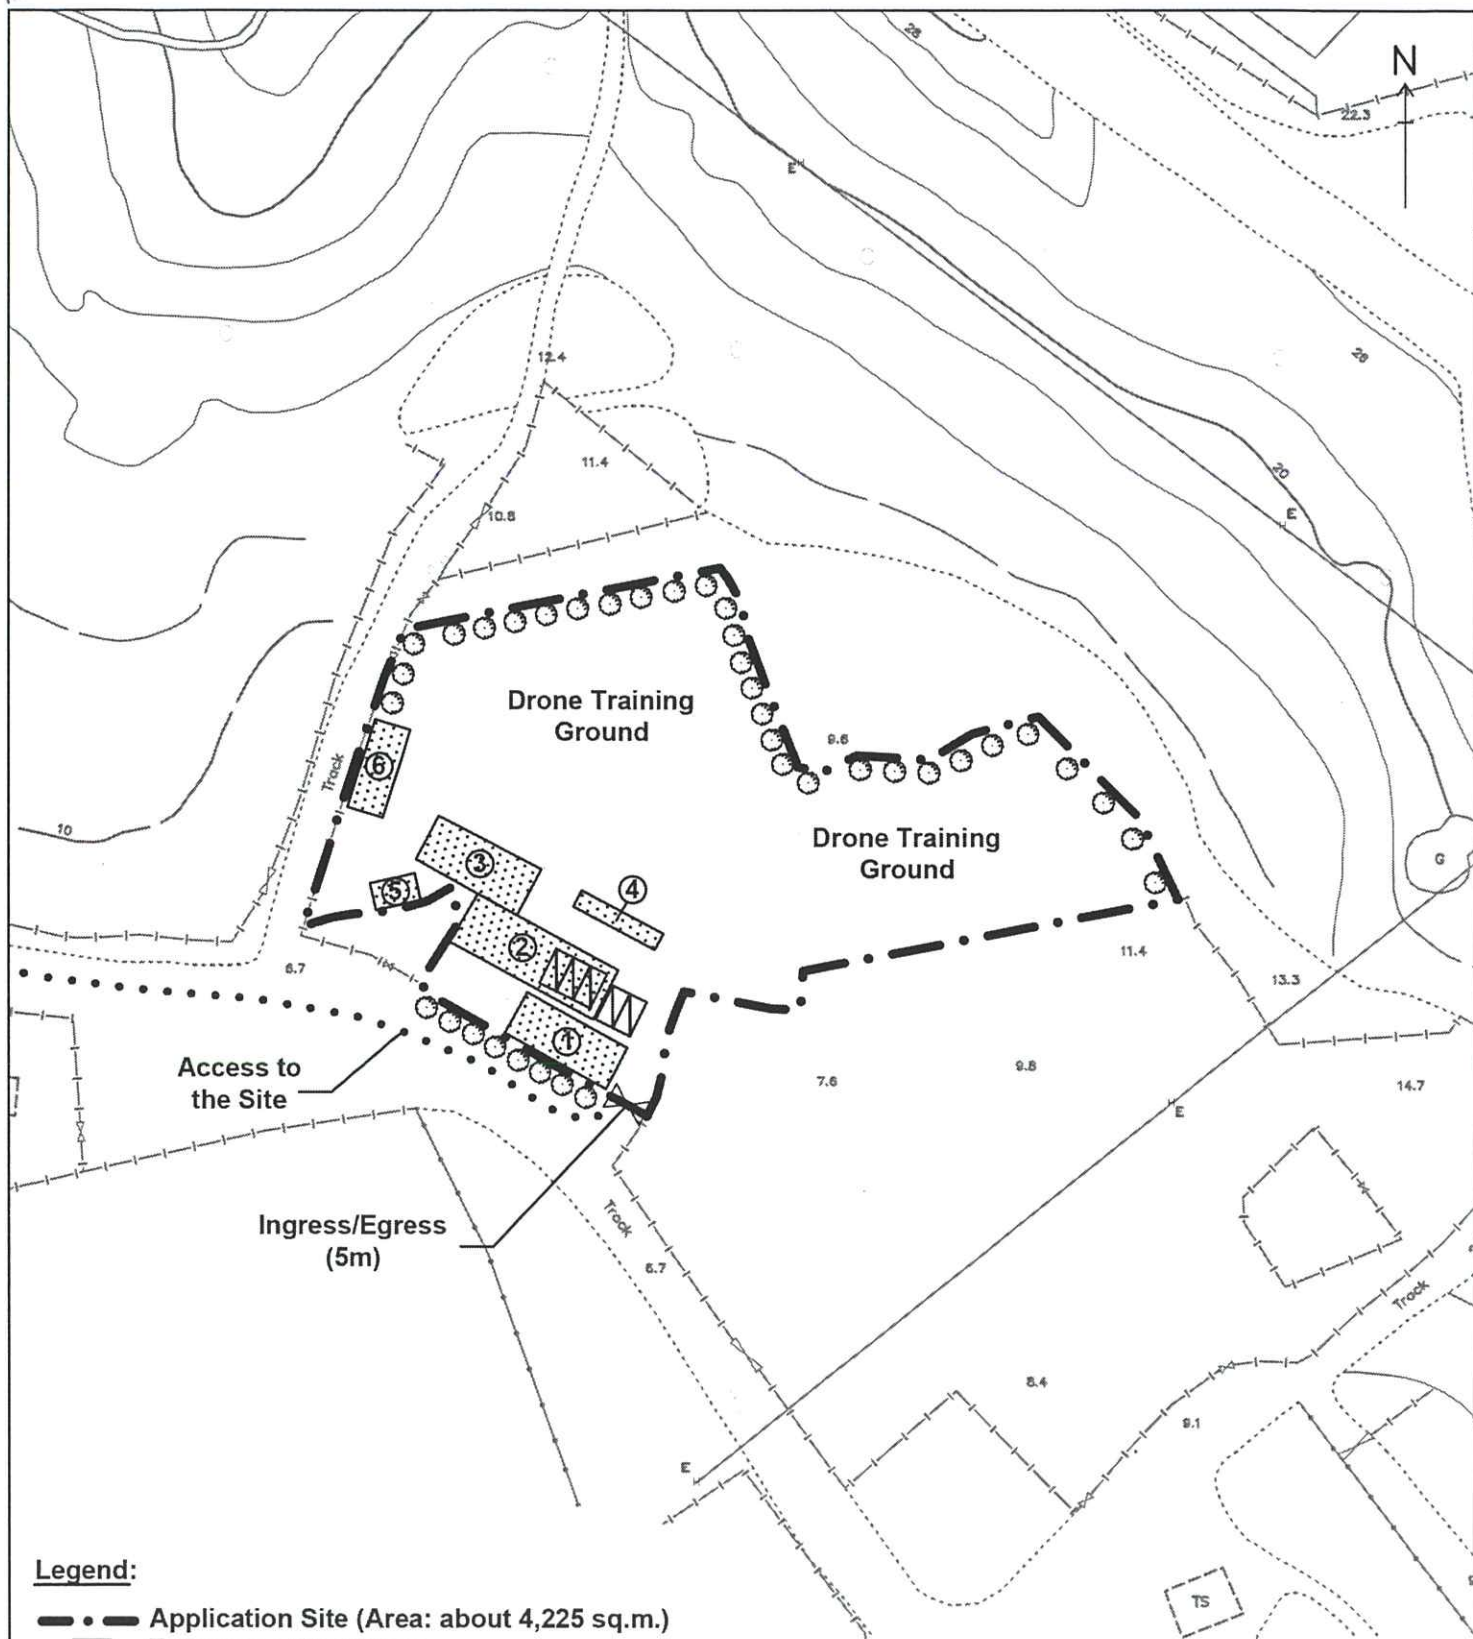 28
N
22.3
E
12.4
28
11.4
20
10.8
E
Drone Training
Ground
9.6
⑥
Track
10
Drone Training
Ground
③
G
⑤
④
②
11.4
6.7
13.3
①
Access to
the Site
7.6
9.8
14.7
E
Ingress/Egress
(5m)
Track
6.7
Track
8.4
9.1
E
Legend:
Application Site (Area: about 4,225 sq.m.)
TS